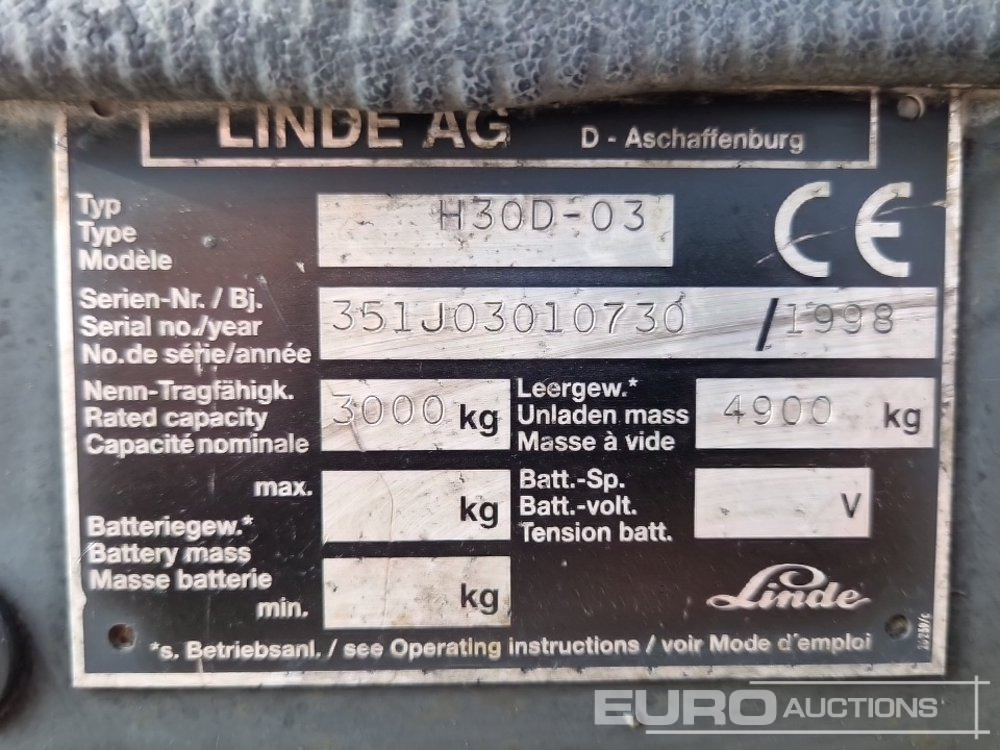 LINDE AG D - Aschaffenburg
Typ
Type
Modèle
H30D-03
CE
Serien-Nr. / Bj.
Serial no./year
No.de série/année
351J03010730 /1998
Nenn-Tragfähigk.
Rated capacity
Capacité nominale
3000 kg
Leergew.*
Unladen mass
Masse à vide
4900 kg
max.
kg
Batteriegew.*
Battery mass
Masse batterie
min.
kg
Batt.-Sp.
Batt.-volt.
Tension batt.
V
Linde
*s. Betriebsanl. / see Operating instructions / voir Mode d'emploi
EURO AUCTIONS